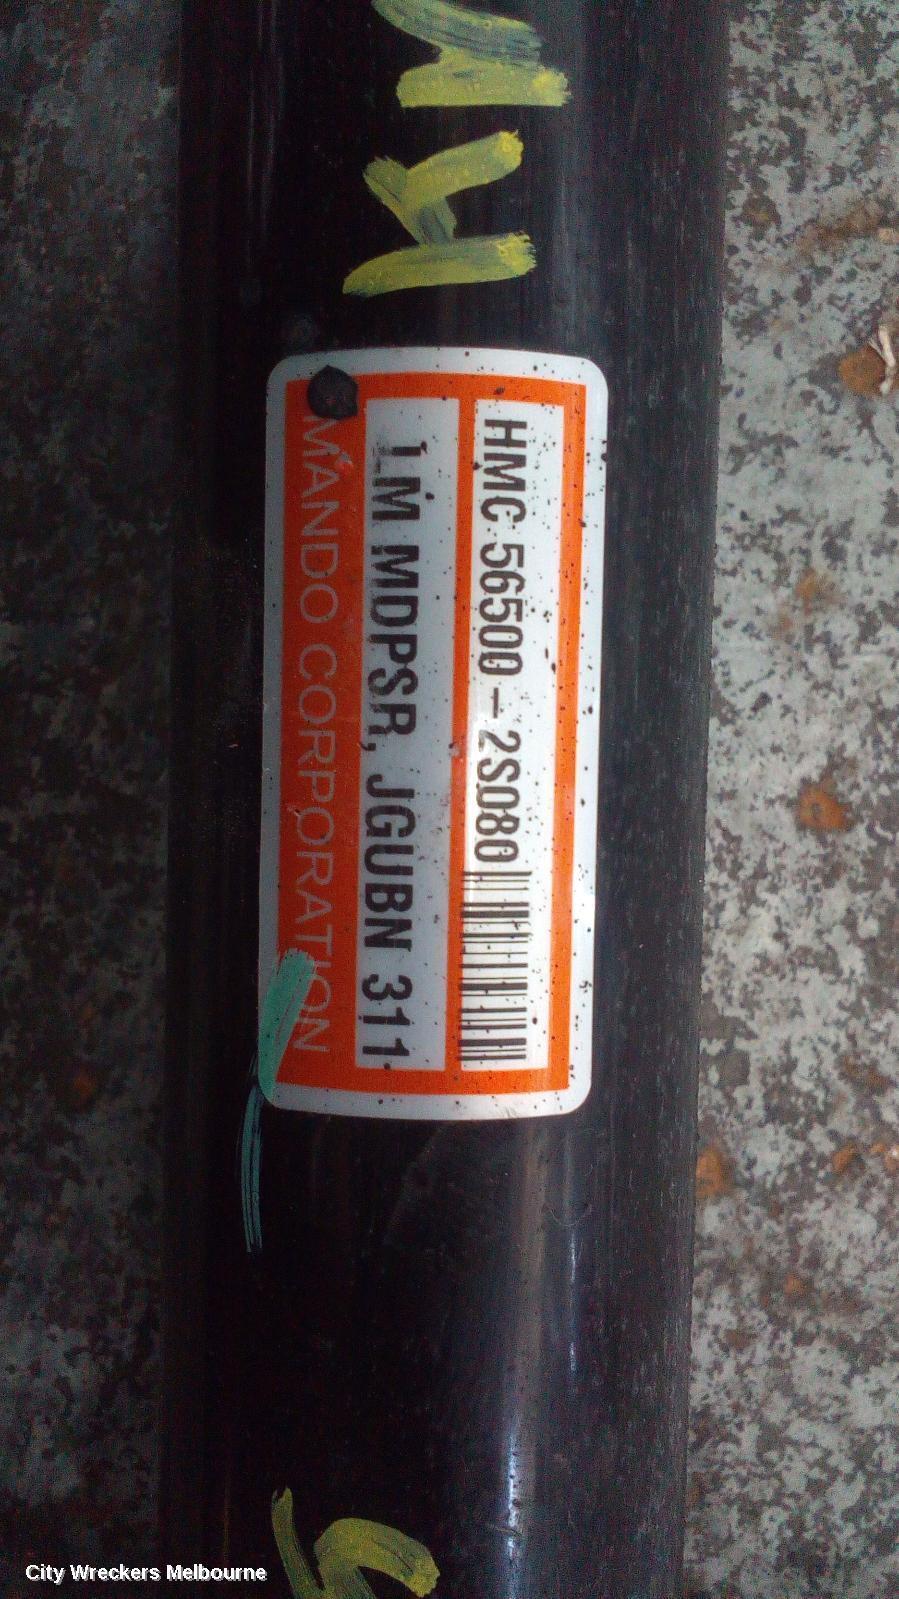 HMC 56500-2S080
LM MDPSR, JGUBN 311
MANDO CORPORATION
City Wreckers Melbourne